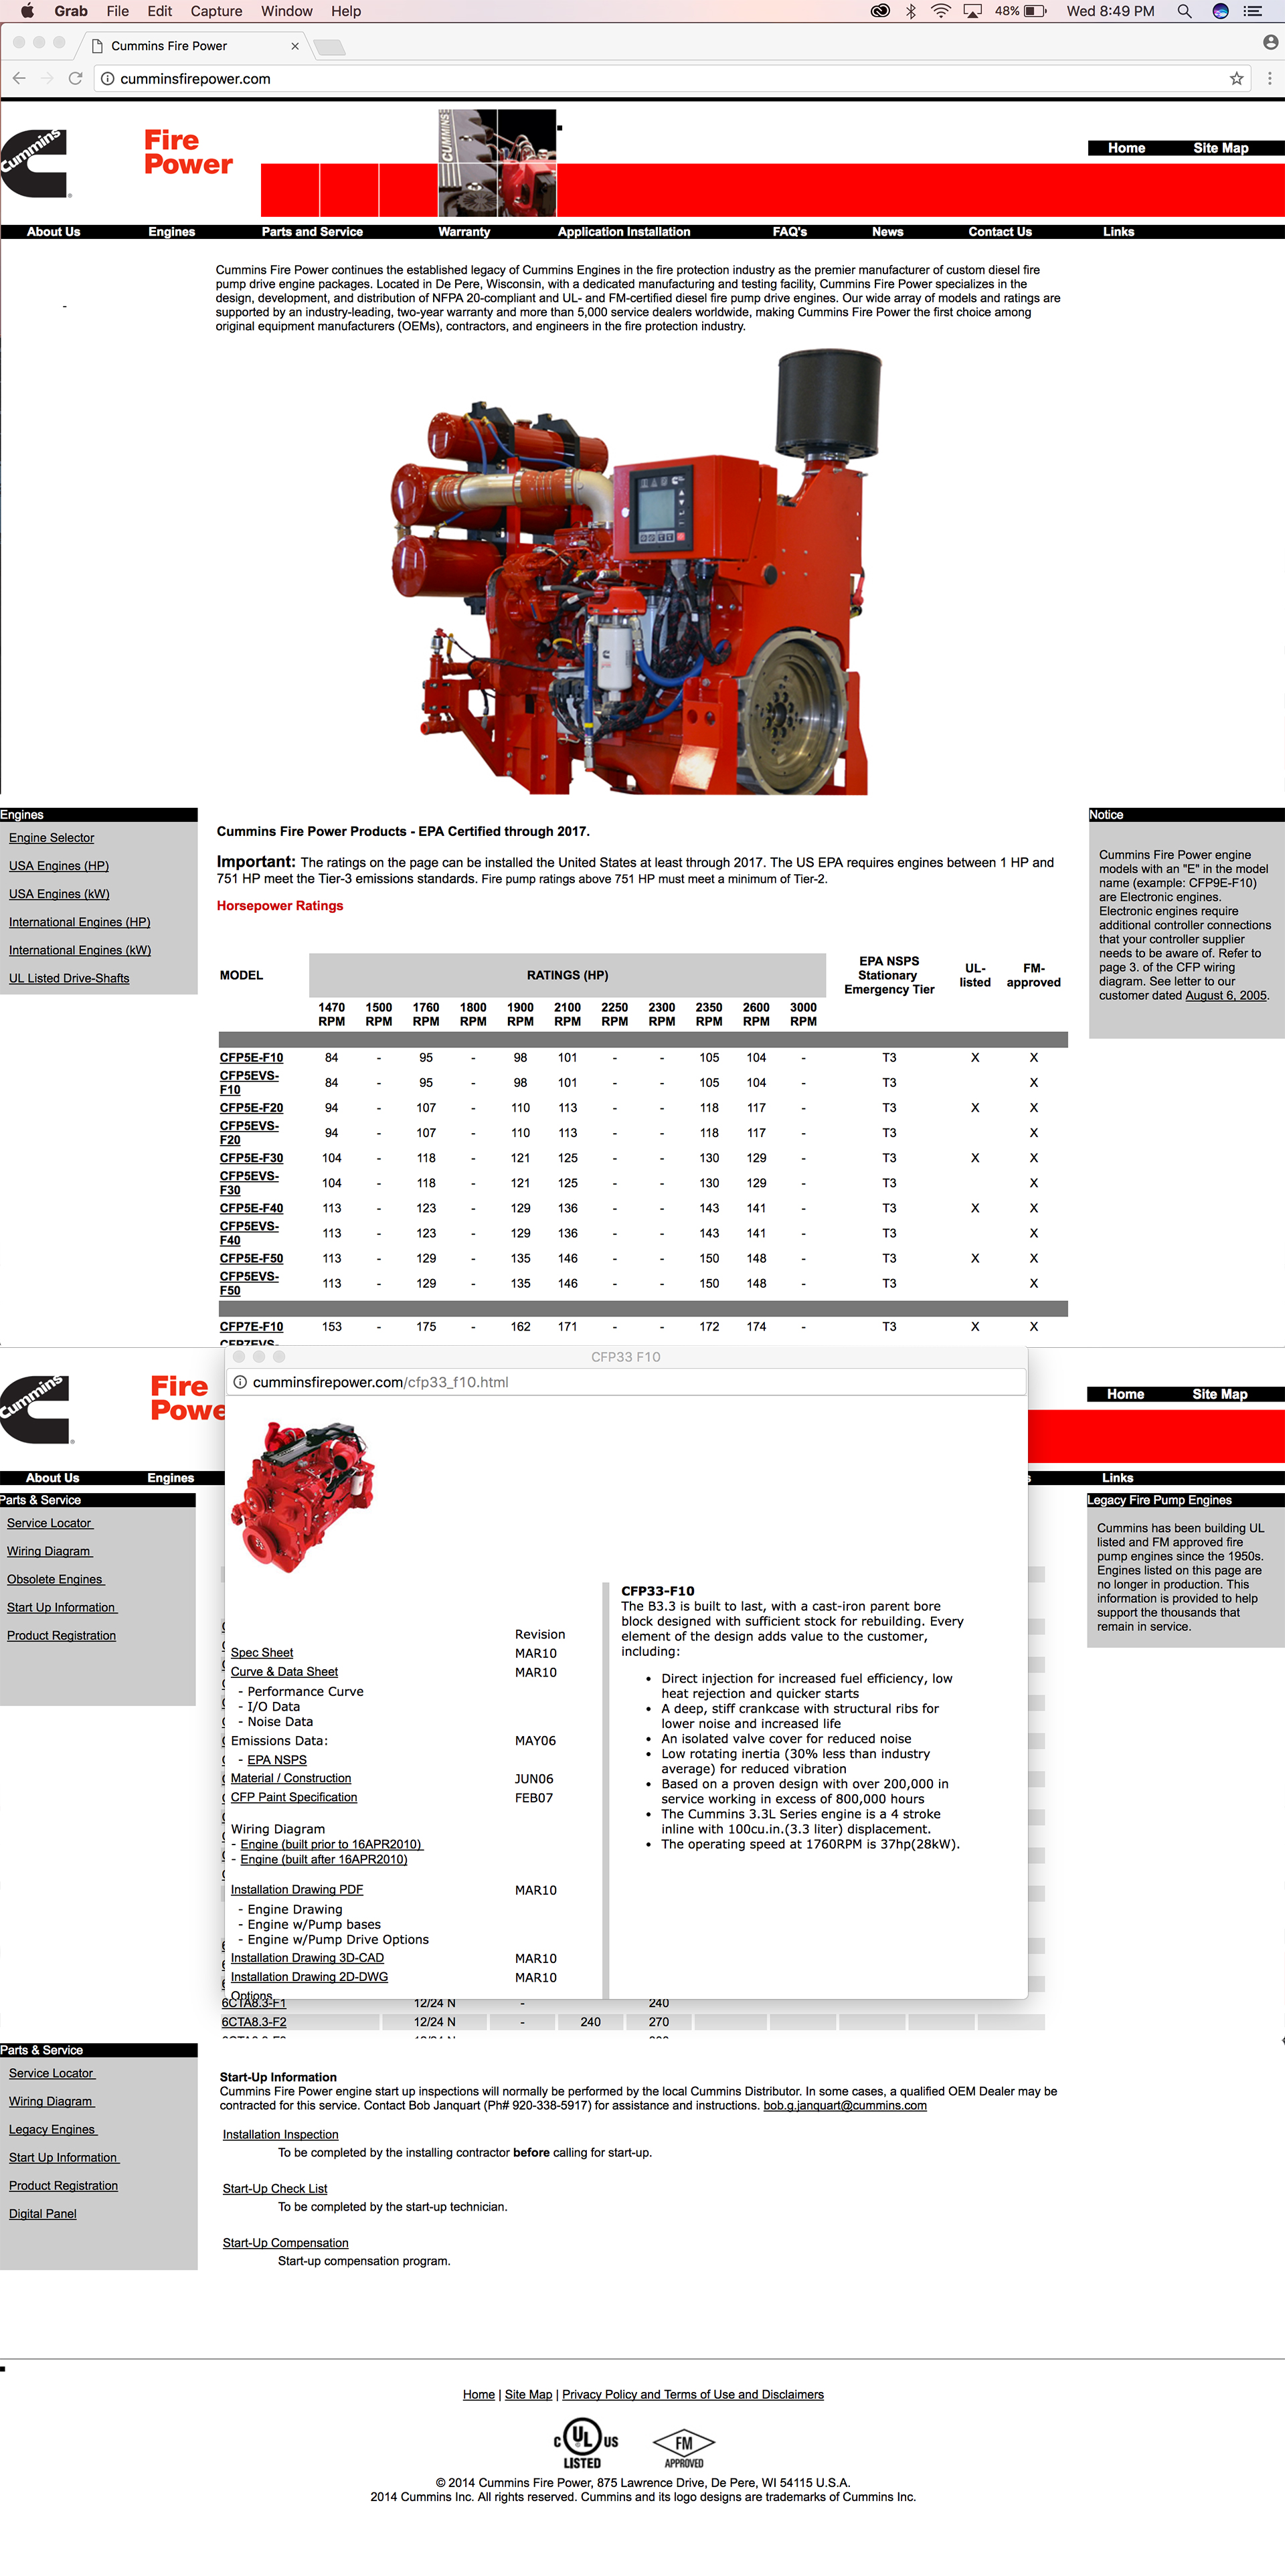 Grab File Edit Capture Window Help 48% Wed 8:49 PM
Cummins Fire Power
cumminsfirepower.com
Cummins
Fire
Power
CUMMINS
Home Site Map
About Us Engines Parts and Service Warranty Application Installation FAQ's News Contact Us Links
Cummins Fire Power continues the established legacy of Cummins Engines in the fire protection industry as the premier manufacturer of custom diesel fire
pump drive engine packages. Located in De Pere, Wisconsin, with a dedicated manufacturing and testing facility, Cummins Fire Power specializes in the
design, development, and distribution of NFPA 20-compliant and UL- and FM-certified diesel fire pump drive engines. Our wide array of models and ratings are
supported by an industry-leading, two-year warranty and more than 5,000 service dealers worldwide, making Cummins Fire Power the first choice among
original equipment manufacturers (OEMs), contractors, and engineers in the fire protection industry.
Engines
Engine Selector
USA Engines (HP)
USA Engines (kW)
International Engines (HP)
International Engines (kW)
UL Listed Drive-Shafts
Cummins Fire Power Products - EPA Certified through 2017.
Important: The ratings on the page can be installed the United States at least through 2017. The US EPA requires engines between 1 HP and
751 HP meet the Tier-3 emissions standards. Fire pump ratings above 751 HP must meet a minimum of Tier-2.
Horsepower Ratings
Notice
Cummins Fire Power engine
models with an "E" in the model
name (example: CFP9E-F10)
are Electronic engines.
Electronic engines require
additional controller connections
that your controller supplier
needs to be aware of. Refer to
page 3. of the CFP wiring
diagram. See letter to our
customer dated August 6, 2005.
MODEL RATINGS (HP) EPA NSPS Stationary Emergency Tier UL-listed FM-approved
1470 RPM 1500 RPM 1760 RPM 1800 RPM 1900 RPM 2100 RPM 2250 RPM 2300 RPM 2350 RPM 2600 RPM 3000 RPM
CFP5E-F10 84 - 95 - 98 101 - - 105 104 - T3 X X
CFP5EVS-F10 84 - 95 - 98 101 - - 105 104 - T3 X
CFP5E-F20 94 - 107 - 110 113 - - 118 117 - T3 X X
CFP5EVS-F20 94 - 107 - 110 113 - - 118 117 - T3 X
CFP5E-F30 104 - 118 - 121 125 - - 130 129 - T3 X X
CFP5EVS-F30 104 - 118 - 121 125 - - 130 129 - T3 X
CFP5E-F40 113 - 123 - 129 136 - - 143 141 - T3 X X
CFP5EVS-F40 113 - 123 - 129 136 - - 143 141 - T3 X
CFP5E-F50 113 - 129 - 135 146 - - 150 148 - T3 X X
CFP5EVS-F50 113 - 129 - 135 146 - - 150 148 - T3 X
CFP7E-F10 153 - 175 - 162 171 - - 172 174 - T3 X X
CFP7EVS-
Cummins
Fire
Powe
Home Site Map
About Us Engines Links
CFP33 F10
cumminsfirepower.com/cfp33_f10.html
Parts & Service
Service Locator
Wiring Diagram
Obsolete Engines
Start Up Information
Product Registration
Legacy Fire Pump Engines
Cummins has been building UL
listed and FM approved fire
pump engines since the 1950s.
Engines listed on this page are
no longer in production. This
information is provided to help
support the thousands that
remain in service.
Revision
Spec Sheet MAR10
Curve & Data Sheet MAR10
- Performance Curve
- I/O Data
- Noise Data
Emissions Data: MAY06
- EPA NSPS
Material / Construction JUN06
CFP Paint Specification FEB07
Wiring Diagram
- Engine (built prior to 16APR2010)
- Engine (built after 16APR2010)
Installation Drawing PDF MAR10
- Engine Drawing
- Engine w/Pump bases
- Engine w/Pump Drive Options
Installation Drawing 3D-CAD MAR10
Installation Drawing 2D-DWG MAR10
Options
CFP33-F10
The B3.3 is built to last, with a cast-iron parent bore
block designed with sufficient stock for rebuilding. Every
element of the design adds value to the customer,
including:
• Direct injection for increased fuel efficiency, low
heat rejection and quicker starts
• A deep, stiff crankcase with structural ribs for
lower noise and increased life
• An isolated valve cover for reduced noise
• Low rotating inertia (30% less than industry
average) for reduced vibration
• Based on a proven design with over 200,000 in
service working in excess of 800,000 hours
• The Cummins 3.3L Series engine is a 4 stroke
inline with 100cu.in.(3.3 liter) displacement.
• The operating speed at 1760RPM is 37hp(28kW).
6CTA8.3-F1 12/24 N - 240
6CTA8.3-F2 12/24 N - 240 270
Parts & Service
Service Locator
Wiring Diagram
Legacy Engines
Start Up Information
Product Registration
Digital Panel
Start-Up Information
Cummins Fire Power engine start up inspections will normally be performed by the local Cummins Distributor. In some cases, a qualified OEM Dealer may be
contracted for this service. Contact Bob Janquart (Ph# 920-338-5917) for assistance and instructions. bob.g.janquart@cummins.com
Installation Inspection
To be completed by the installing contractor before calling for start-up.
Start-Up Check List
To be completed by the start-up technician.
Start-Up Compensation
Start-up compensation program.
Home | Site Map | Privacy Policy and Terms of Use and Disclaimers
C UL US LISTED
FM APPROVED
© 2014 Cummins Fire Power, 875 Lawrence Drive, De Pere, WI 54115 U.S.A.
2014 Cummins Inc. All rights reserved. Cummins and its logo designs are trademarks of Cummins Inc.